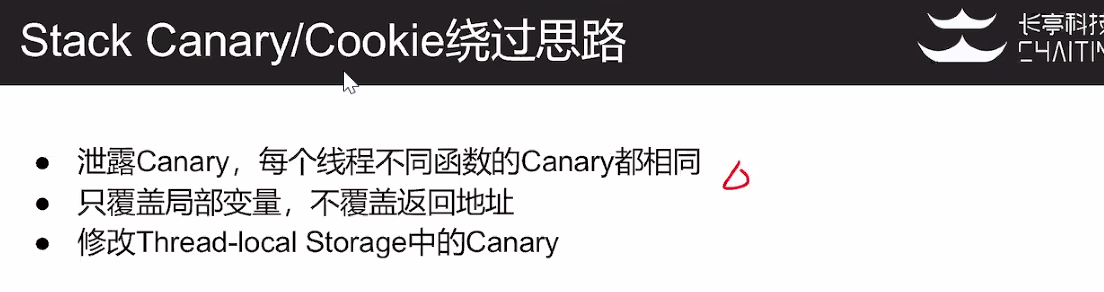 Stack Canary/Cookie绕过思路
长亭科技
CHAITIN
● 泄露Canary，每个线程不同函数的Canary都相同
● 只覆盖局部变量，不覆盖返回地址
● 修改Thread-local Storage中的Canary